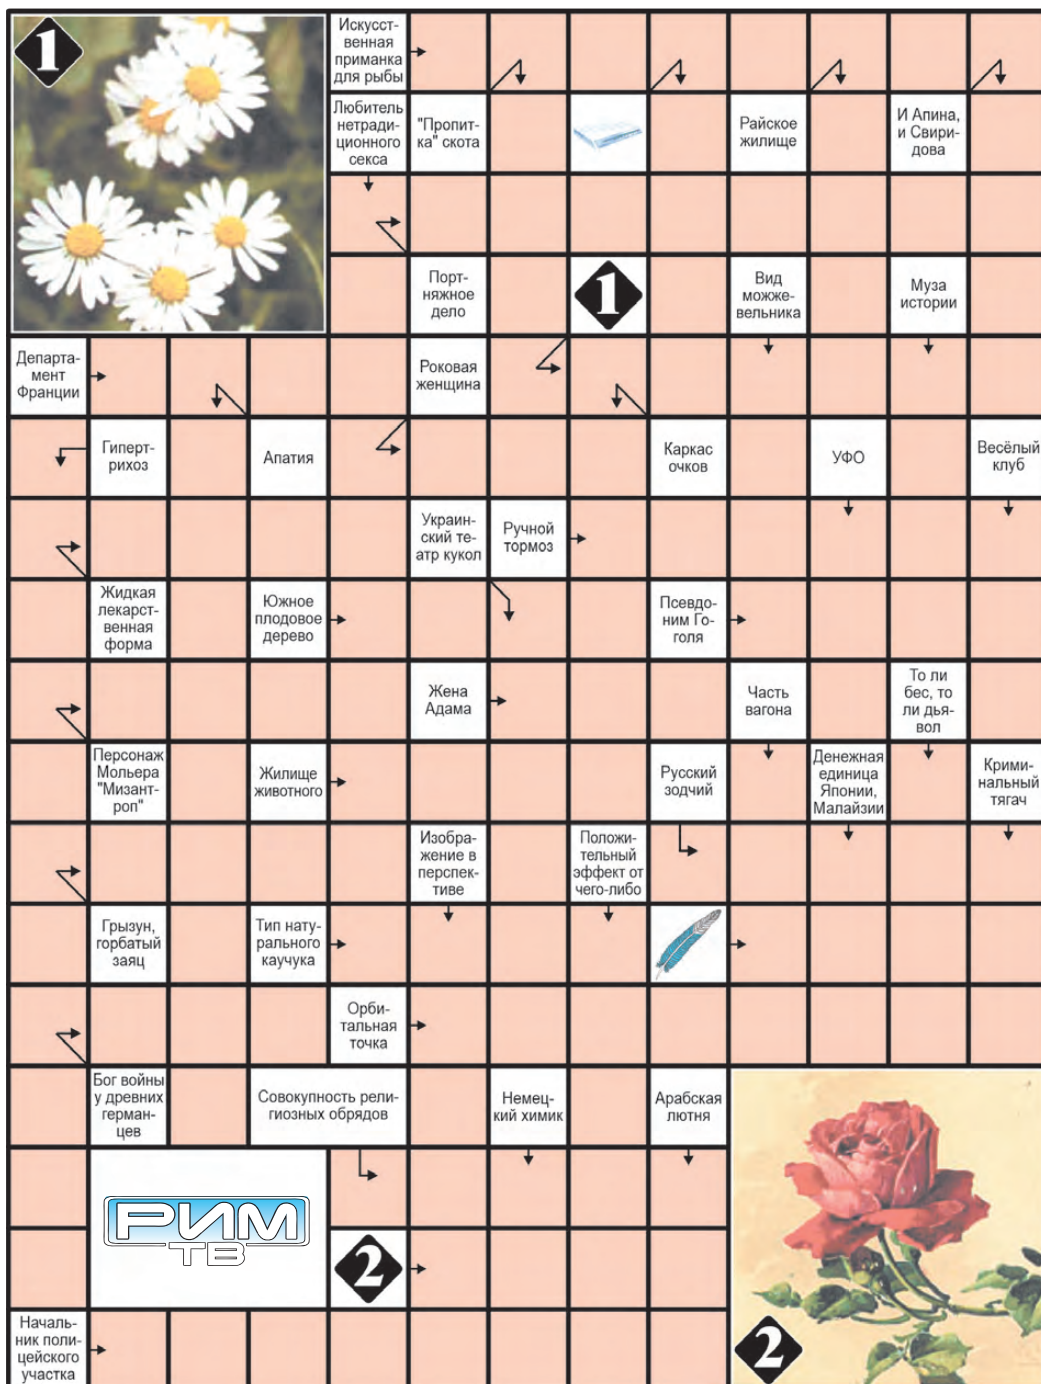 1
Искусст-
венная
приманка
для рыбы
Любитель
нетради-
ционного
секса
"Пропит-
ка" скота
Райское
жилище
И Апина,
и Свири-
дова
Порт-
няжное
дело
1
Вид
можже-
вельника
Муза
истории
Департа-
мент
Франции
Роковая
женщина
Гиперт-
рихоз
Апатия
Каркас
очков
УФО
Весёлый
клуб
Украин-
ский те-
атр кукол
Ручной
тормоз
Жидкая
лекарст-
венная
форма
Южное
плодовое
дерево
Псевдо-
ним Го-
голя
Жена
Адама
Часть
вагона
То ли
бес, то
ли дья-
вол
Персонаж
Мольера
"Мизант-
роп"
Жилище
животного
Русский
зодчий
Денежная
единица
Японии,
Малайзии
Крими-
нальный
тягач
Изобра-
жение в
перспек-
тиве
Положи-
тельный
эффект от
чего-либо
Грызун,
горбатый
заяц
Тип нату-
рального
каучука
Орби-
тальная
точка
Бог войны
у древних
герман-
цев
Совокупность рели-
гиозных обрядов
Немец-
кий химик
Арабская
лютня
РИМ
ТВ
2
2
Началь-
ник поли-
цейского
участка